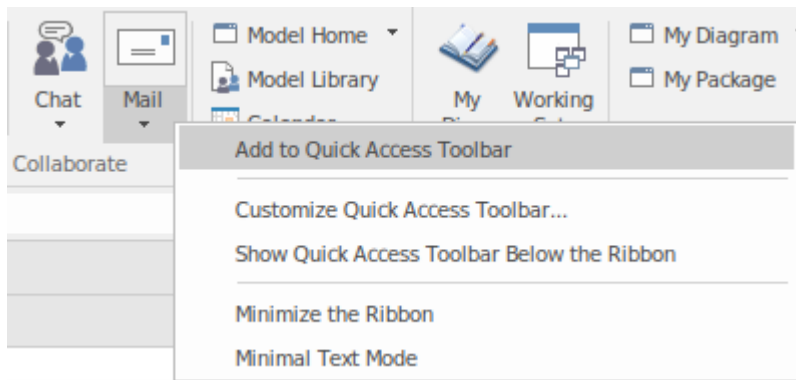 Chat
Mail
Model Home
Model Library
Calendar
My
Working
My Diagram
My Package
Collaborate
Add to Quick Access Toolbar
Customize Quick Access Toolbar...
Show Quick Access Toolbar Below the Ribbon
Minimize the Ribbon
Minimal Text Mode